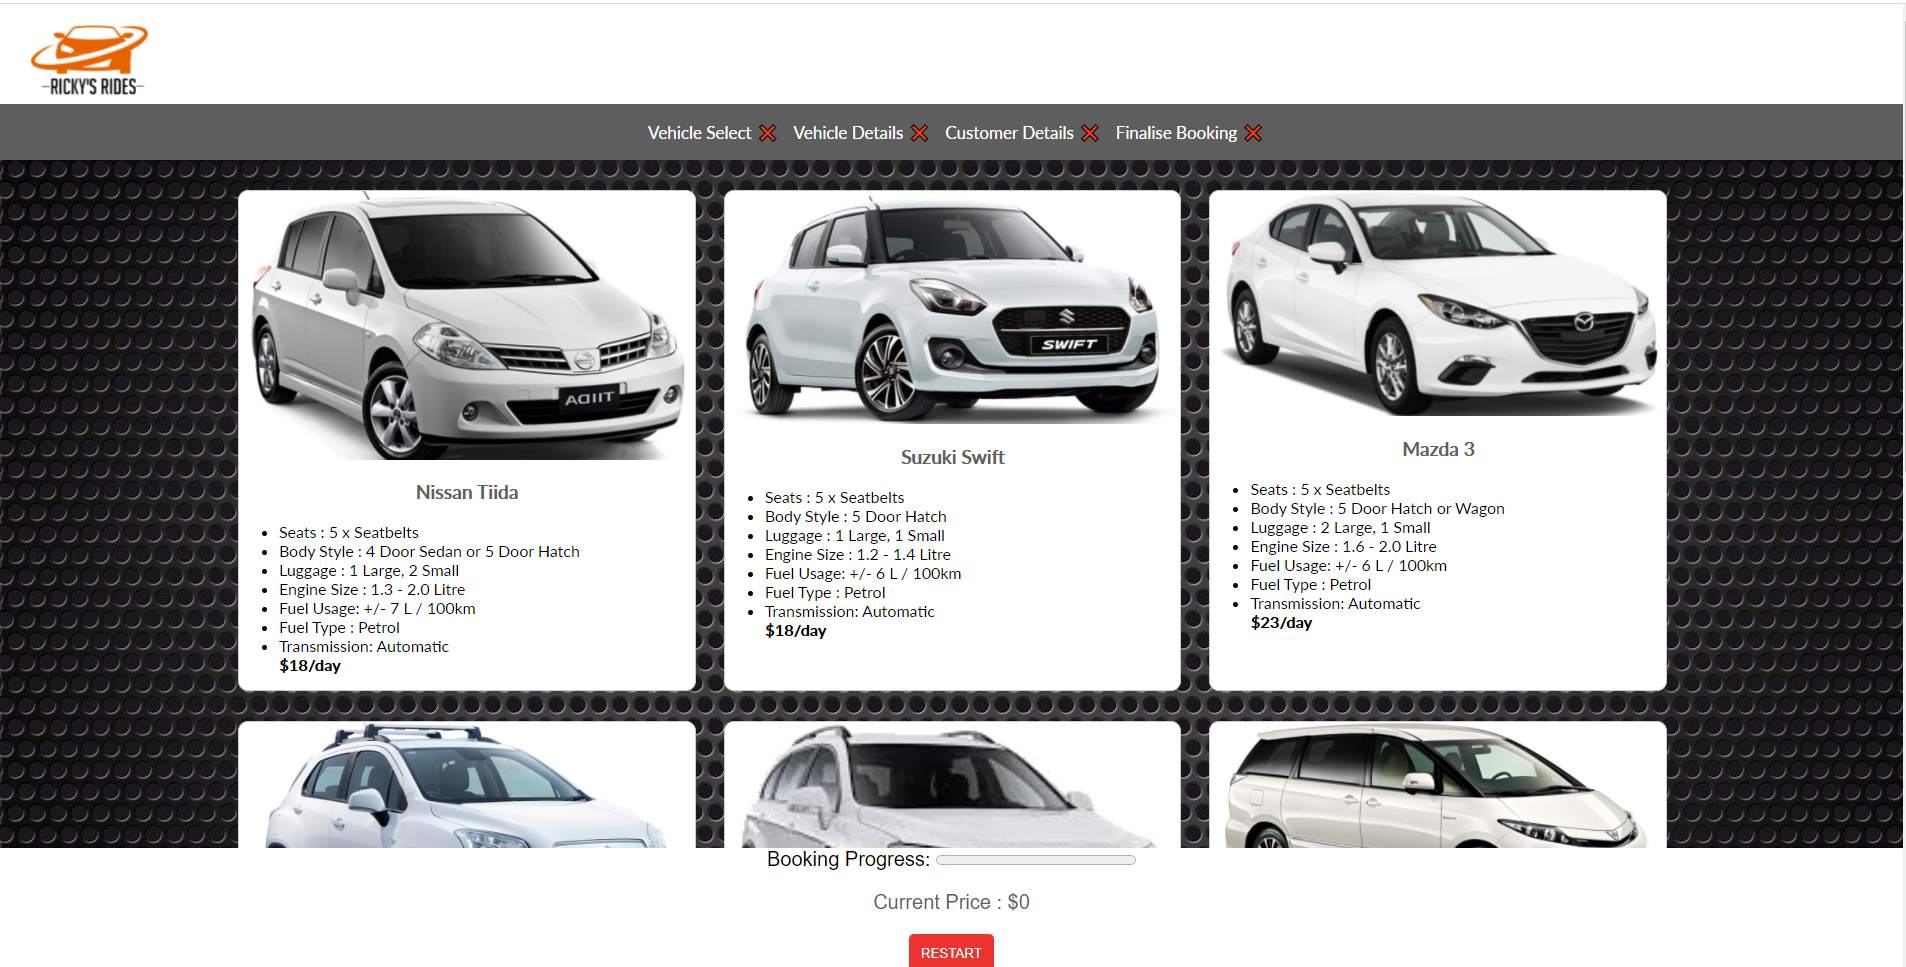 -RICKY'S RIDES-
Vehicle Select ❌ Vehicle Details ❌ Customer Details ❌ Finalise Booking ❌
TIIDA
Nissan Tiida
• Seats : 5 x Seatbelts
• Body Style : 4 Door Sedan or 5 Door Hatch
• Luggage : 1 Large, 2 Small
• Engine Size : 1.3 - 2.0 Litre
• Fuel Usage: +/- 7 L / 100km
• Fuel Type : Petrol
• Transmission: Automatic
$18/day
SWIFT
Suzuki Swift
• Seats : 5 x Seatbelts
• Body Style : 5 Door Hatch
• Luggage : 1 Large, 1 Small
• Engine Size : 1.2 - 1.4 Litre
• Fuel Usage: +/- 6 L / 100km
• Fuel Type : Petrol
• Transmission: Automatic
$18/day
Mazda 3
• Seats : 5 x Seatbelts
• Body Style : 5 Door Hatch or Wagon
• Luggage : 2 Large, 1 Small
• Engine Size : 1.6 - 2.0 Litre
• Fuel Usage: +/- 6 L / 100km
• Fuel Type : Petrol
• Transmission: Automatic
$23/day
Booking Progress:
Current Price : $0
RESTART